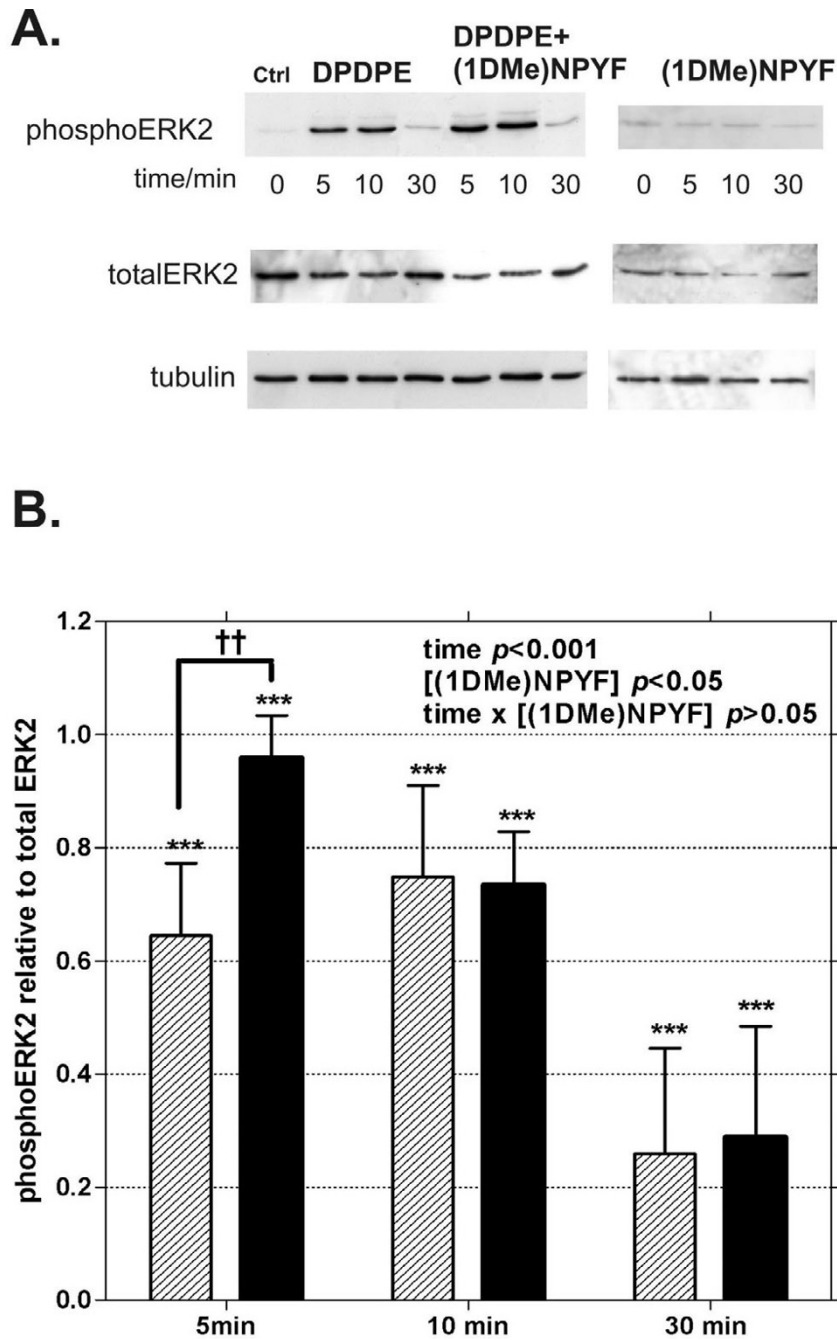 A.
Ctrl DPDPE DPDPE+ (1DMe)NPYF (1DMe)NPYF
phosphoERK2
time/min 0 5 10 30 5 10 30 0 5 10 30
totalERK2
tubulin
B.
1.2
††
time p<0.001
[(1DMe)NPYF] p<0.05
time x [(1DMe)NPYF] p>0.05
***
1.0
***
***
0.8
***
0.6
***
***
0.4
0.2
0.0
phosphoERK2 relative to total ERK2
5min 10 min 30 min